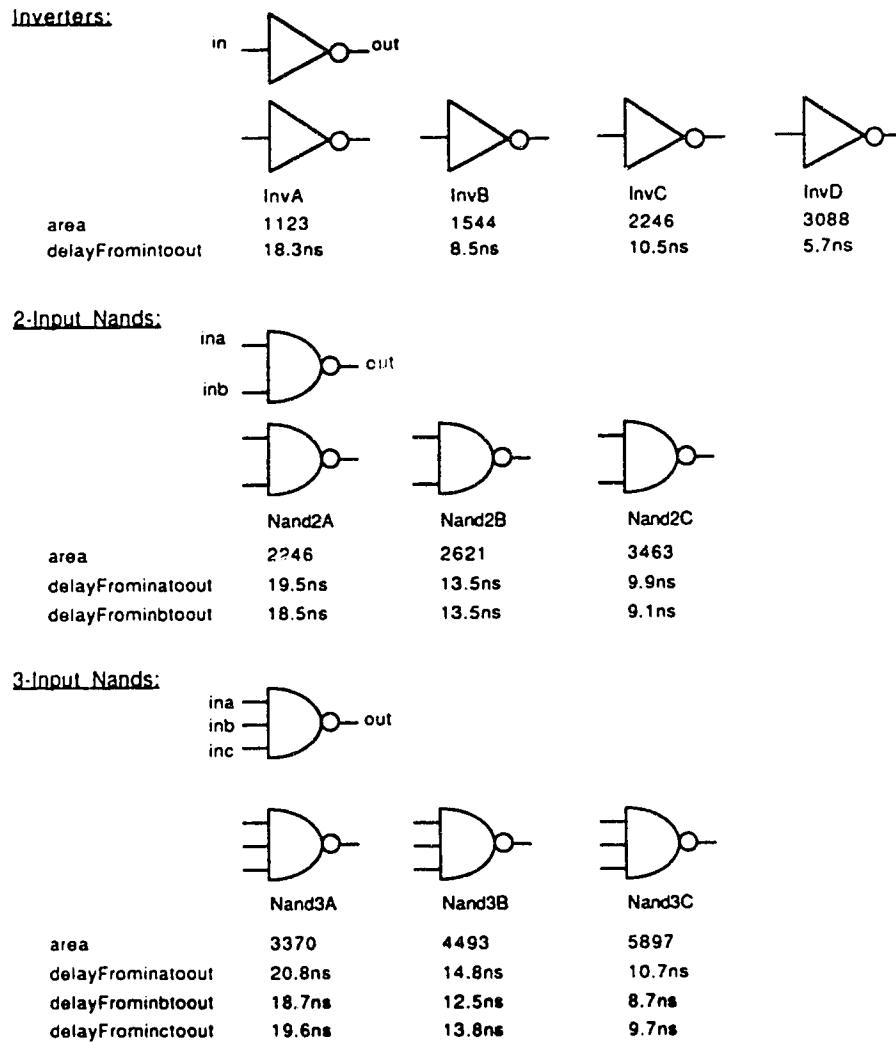 Inverters:
in out
InvA InvB InvC InvD
area 1123 1544 2246 3088
delayFromintoout 18.3ns 8.5ns 10.5ns 5.7ns
2-Input Nands:
ina
out
inb
Nand2A Nand2B Nand2C
area 2246 2621 3463
delayFrominatoout 19.5ns 13.5ns 9.9ns
delayFrominbtoout 18.5ns 13.5ns 9.1ns
3-Input Nands:
ina
inb out
inc
Nand3A Nand3B Nand3C
area 3370 4493 5897
delayFrominatoout 20.8ns 14.8ns 10.7ns
delayFrominbtoout 18.7ns 12.5ns 8.7ns
delayFrominctoout 19.6ns 13.8ns 9.7ns